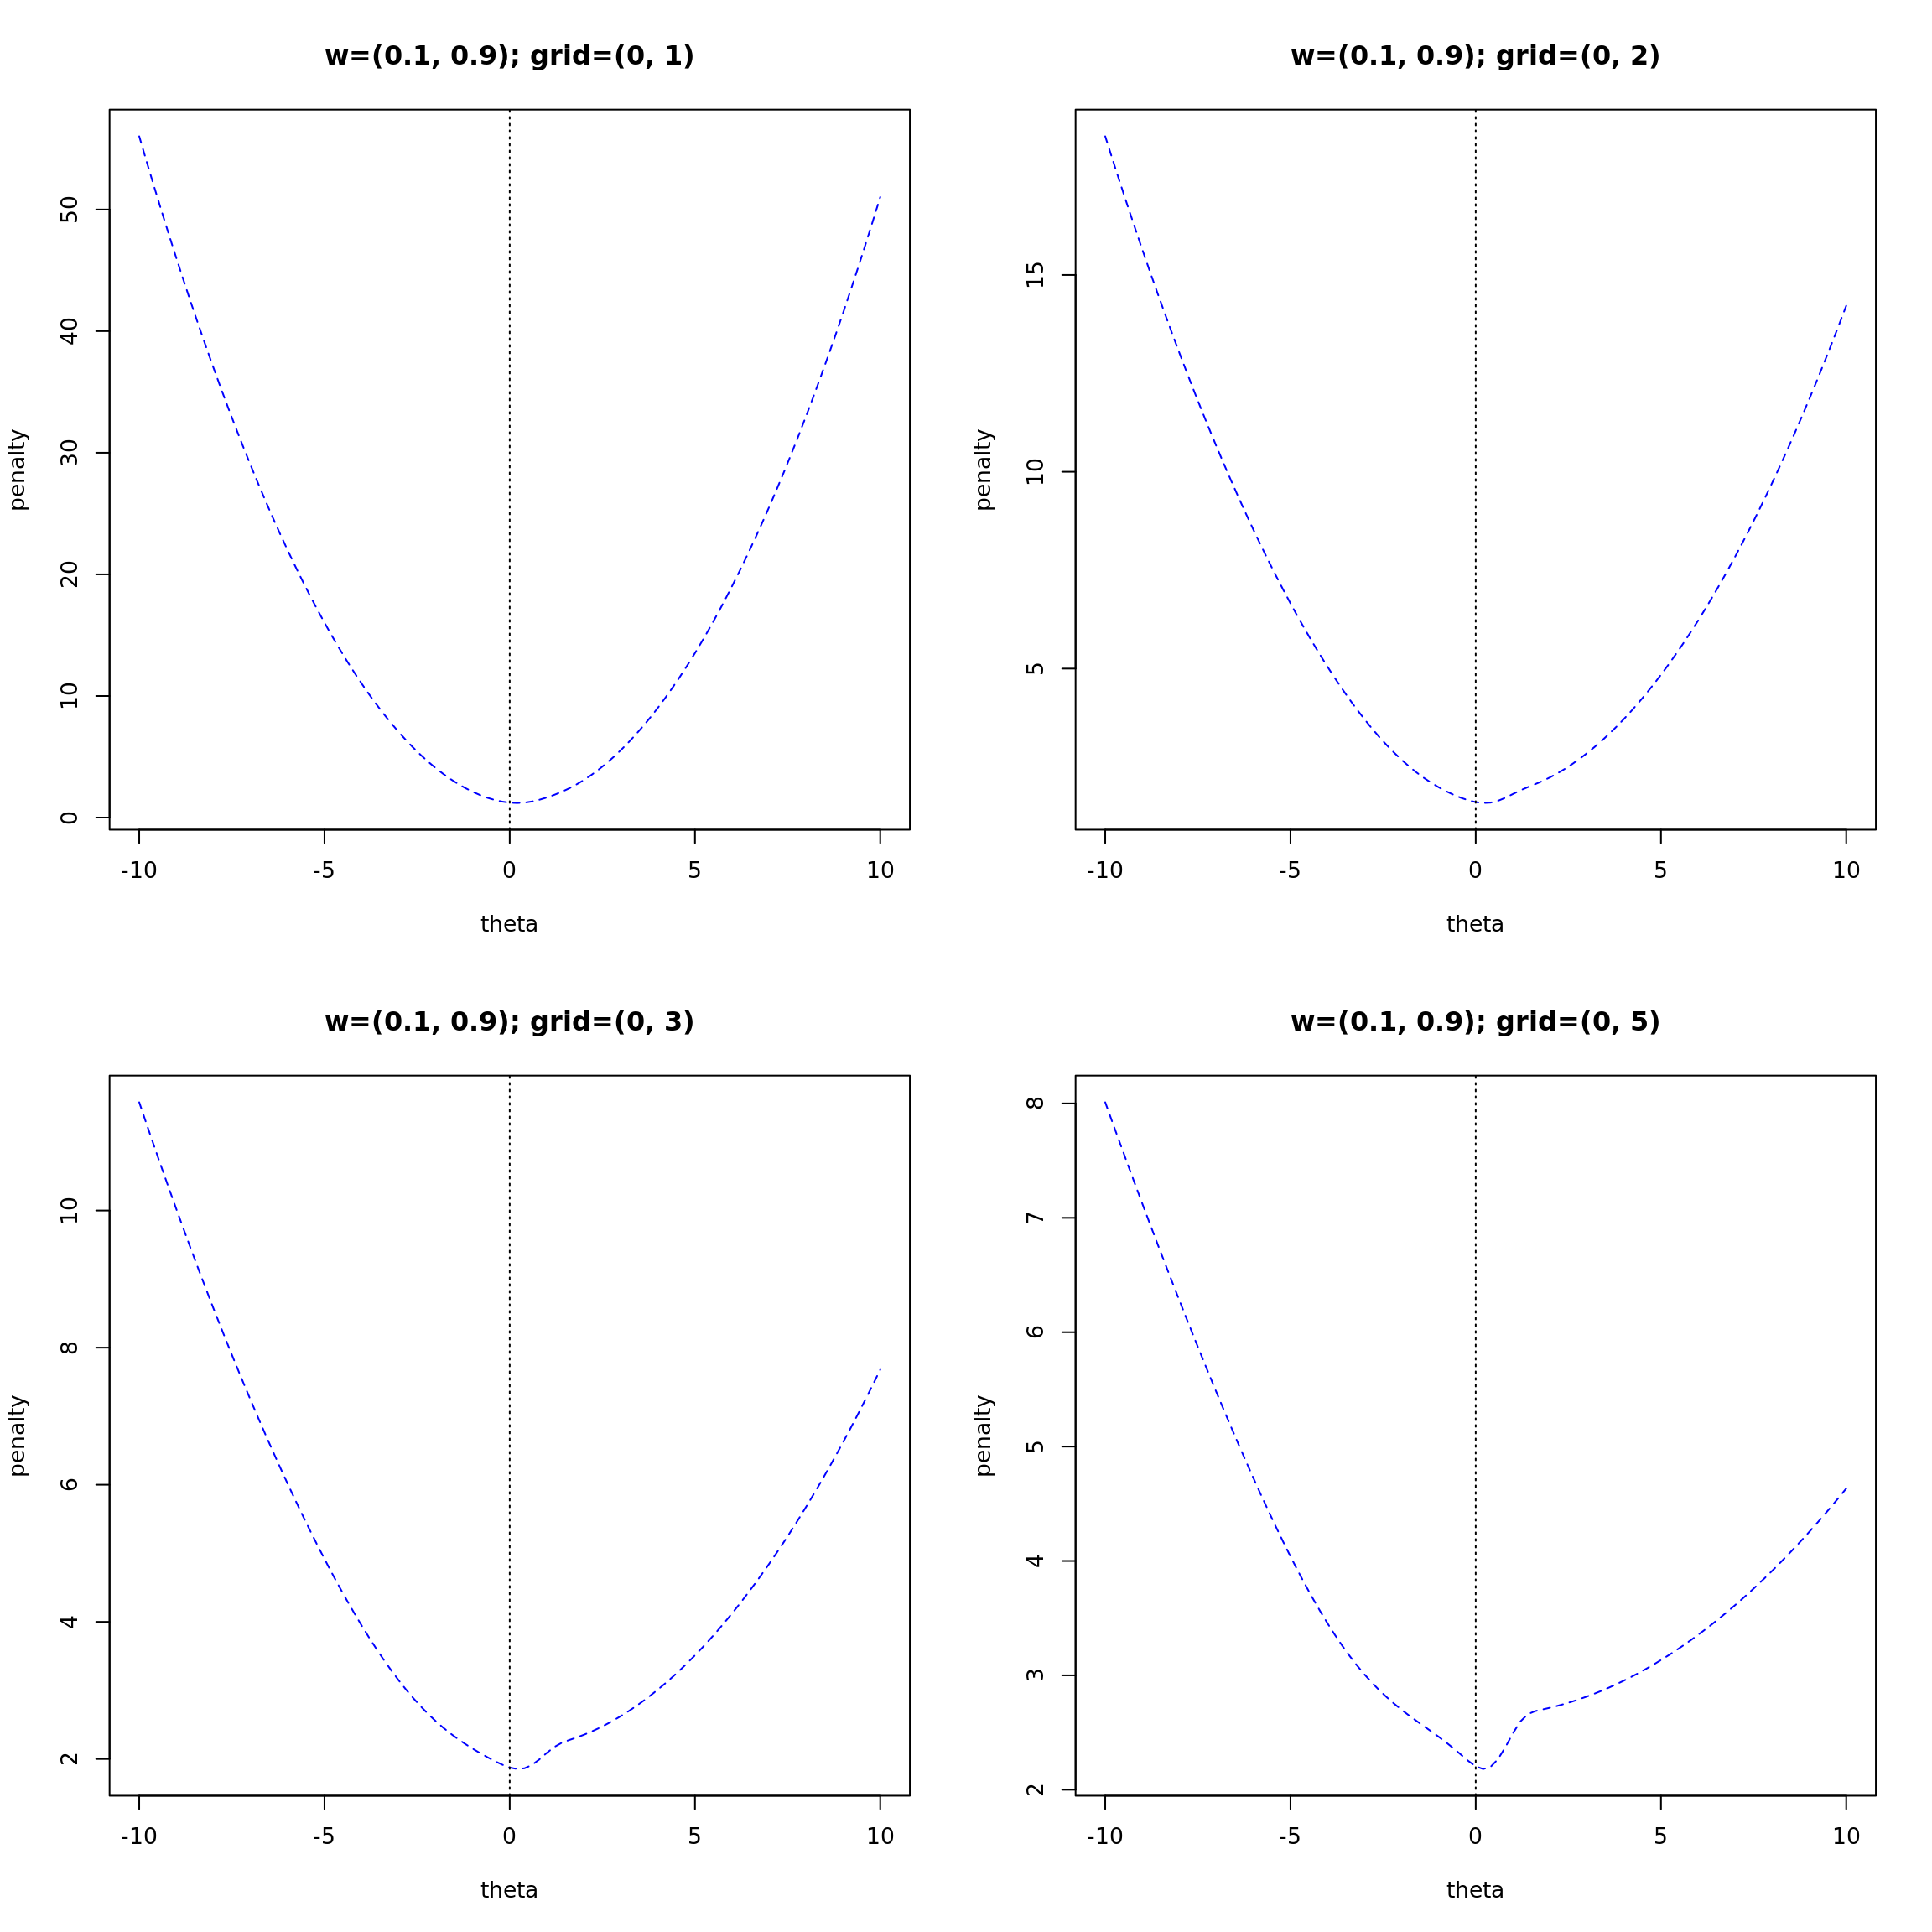 w=(0.1, 0.9); grid=(0, 1)
penalty
0 10 20 30 40 50
-10 -5 0 5 10
theta
w=(0.1, 0.9); grid=(0, 2)
penalty
5 10 15
-10 -5 0 5 10
theta
w=(0.1, 0.9); grid=(0, 3)
penalty
2 4 6 8 10
-10 -5 0 5 10
theta
w=(0.1, 0.9); grid=(0, 5)
penalty
2 3 4 5 6 7 8
-10 -5 0 5 10
theta